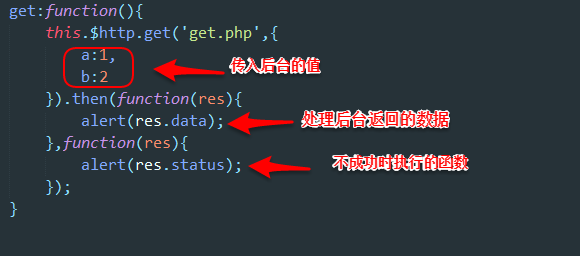 get:function(){
this.$http.get('get.php',{
a:1,
传入后台的值
b:2
}).then(function(res){
alert(res.data);
处理后台返回的数据
},function(res){
alert(res.status);
不成功时执行的函数
});
}